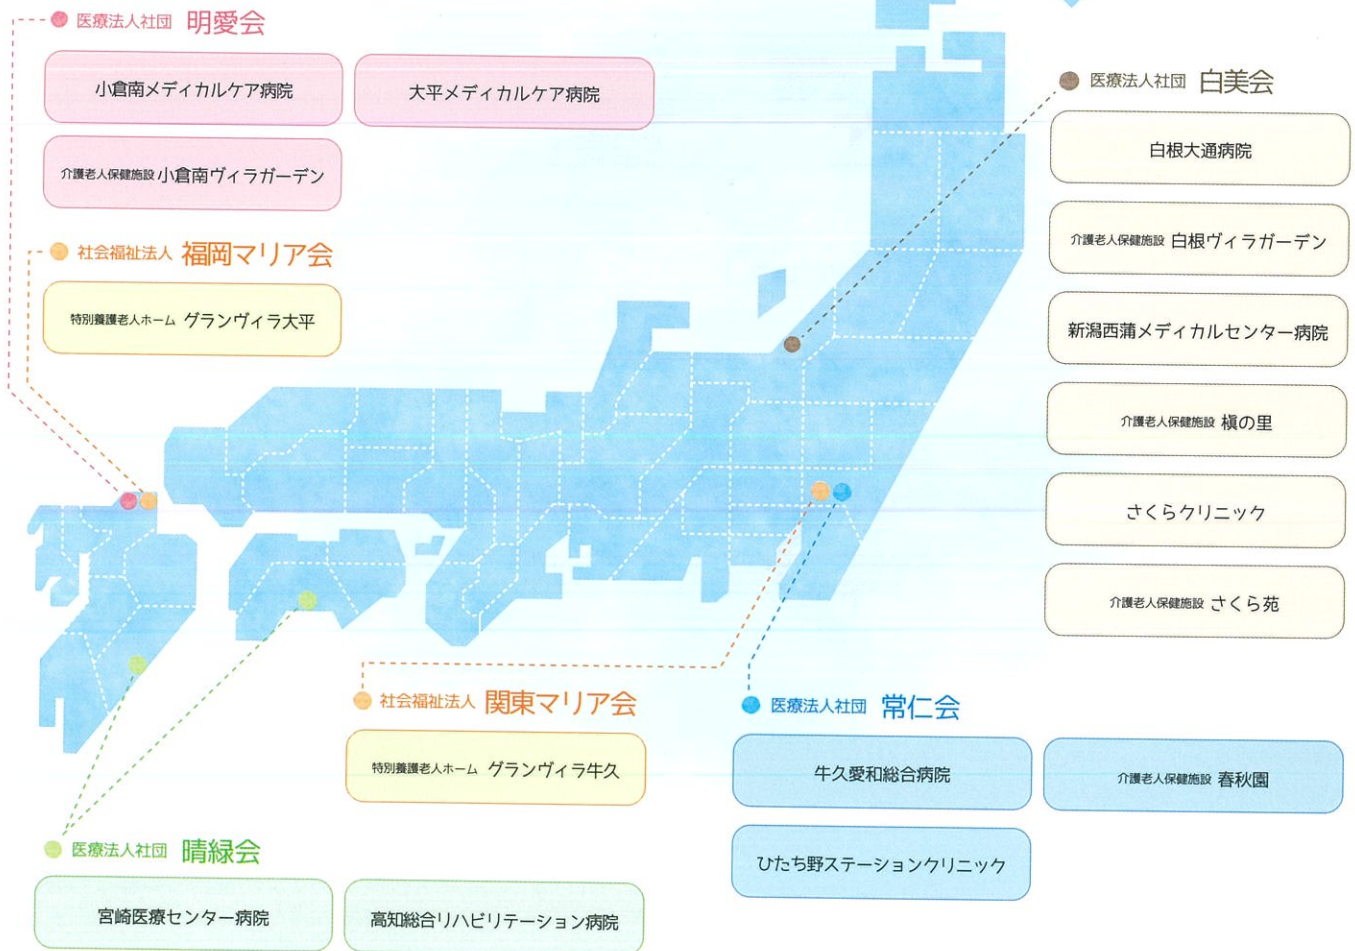 医療法人社団 明愛会
小倉南メディカルケア病院
大平メディカルケア病院
介護老人保健施設 小倉南ヴィラガーデン
社会福祉法人 福岡マリア会
特別養護老人ホーム グランヴィラ大平
医療法人社団 白美会
白根大通病院
介護老人保健施設 白根ヴィラガーデン
新潟西蒲メディカルセンター病院
介護老人保健施設 槇の里
さくらクリニック
介護老人保健施設 さくら苑
社会福祉法人 関東マリア会
特別養護老人ホーム グランヴィラ牛久
医療法人社団 常仁会
牛久愛和総合病院
介護老人保健施設 春秋園
ひたち野ステーションクリニック
医療法人社団 晴緑会
宮崎医療センター病院
高知総合リハビリテーション病院